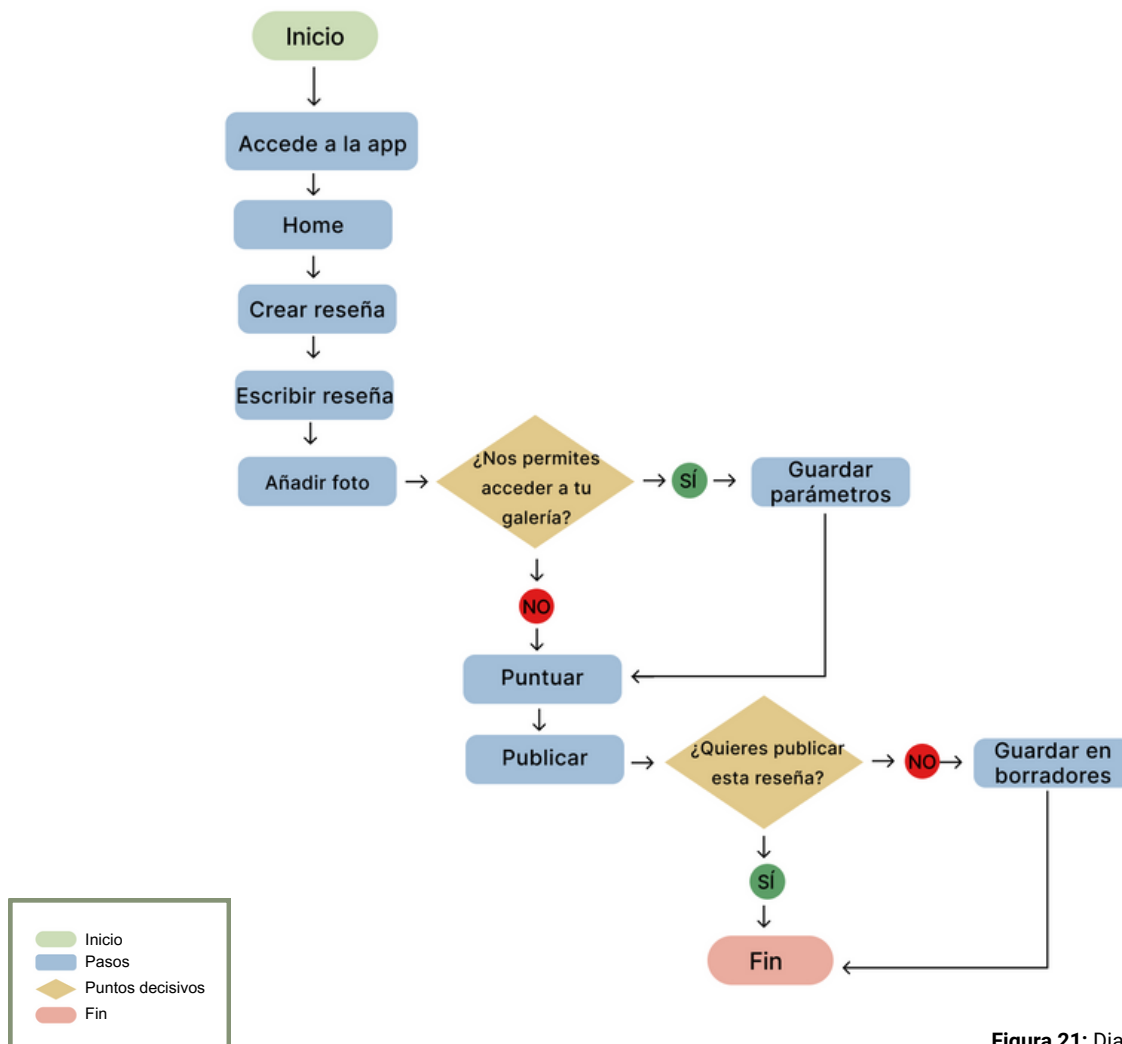 Inicio
Accede a la app
Home
Crear reseña
Escribir reseña
Añadir foto
¿Nos permites
acceder a tu
galería?
SÍ
Guardar
parámetros
NO
Puntuar
Publicar
¿Quieres publicar
esta reseña?
NO
Guardar en
borradores
SÍ
Fin
Inicio
Pasos
Puntos decisivos
Fin
Figura 21: